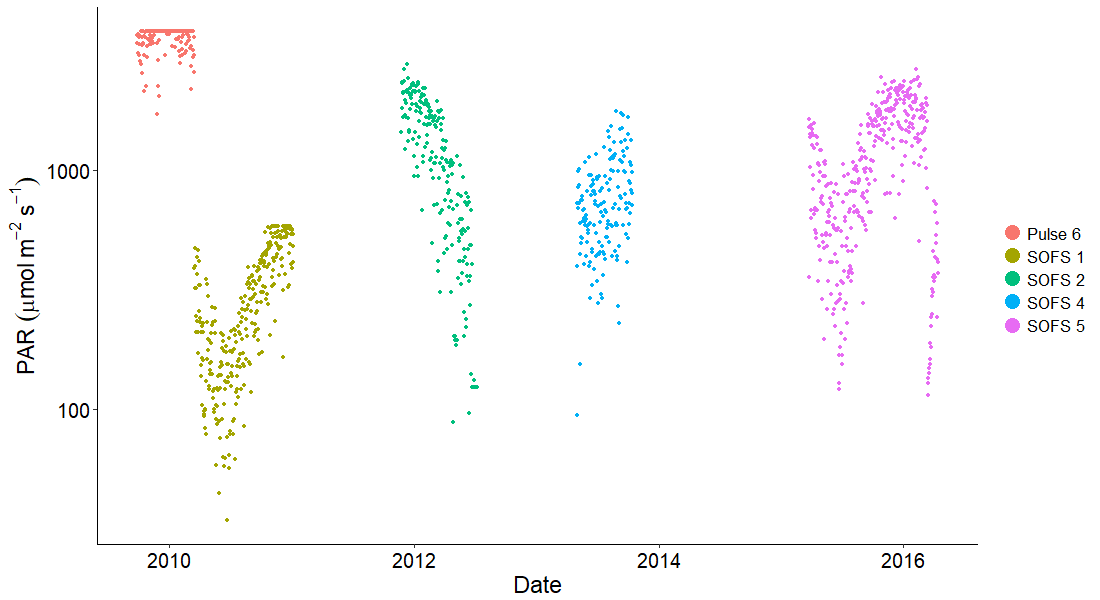 PAR (μmol m⁻² s⁻¹)
1000
100
2010 2012 2014 2016
Date
Pulse 6
SOFS 1
SOFS 2
SOFS 4
SOFS 5